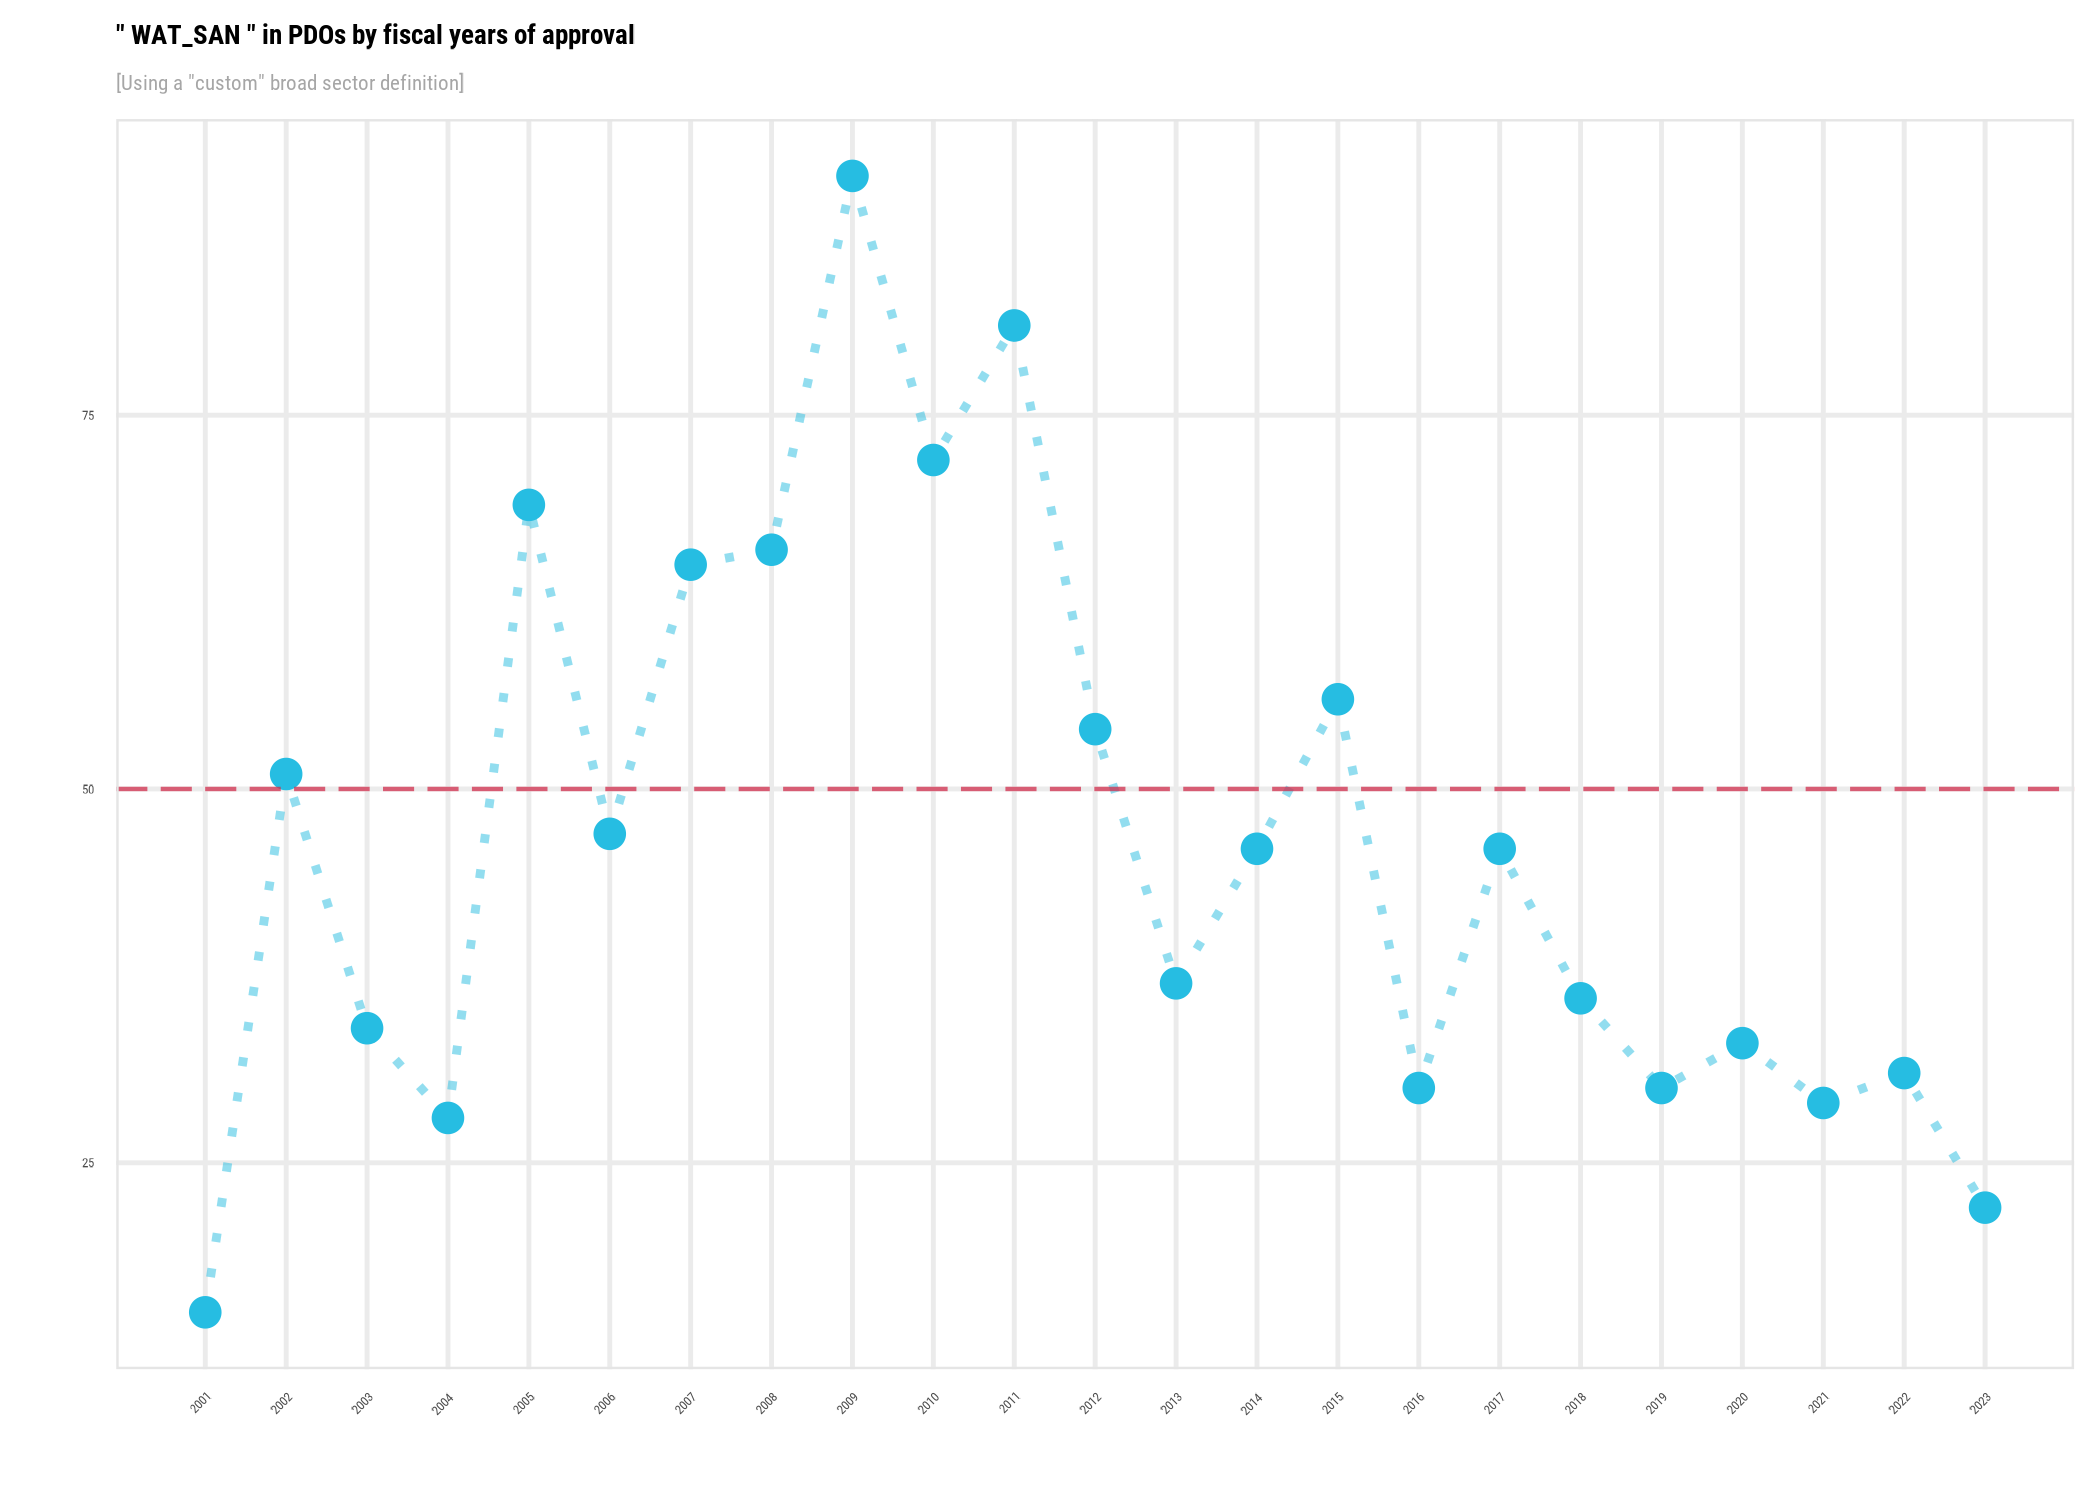 " WAT_SAN " in PDOs by fiscal years of approval
[Using a "custom" broad sector definition]
75
50
25
2001 2002 2003 2004 2005 2006 2007 2008 2009 2010 2011 2012 2013 2014 2015 2016 2017 2018 2019 2020 2021 2022 2023